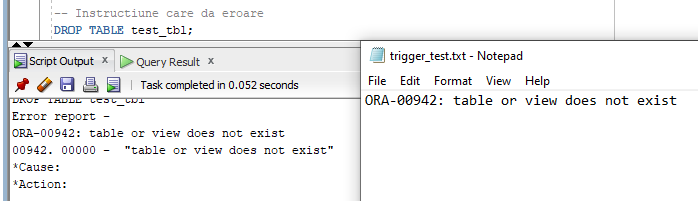 -- Instructiune care da eroare
DROP TABLE test_tbl;
Script Output x
Query Result x
Task completed in 0.052 seconds
DROP TABLE test_tbl
Error report -
ORA-00942: table or view does not exist
00942. 00000 -  "table or view does not exist"
*Cause:
*Action:
trigger_test.txt - Notepad
File Edit Format View Help
ORA-00942: table or view does not exist